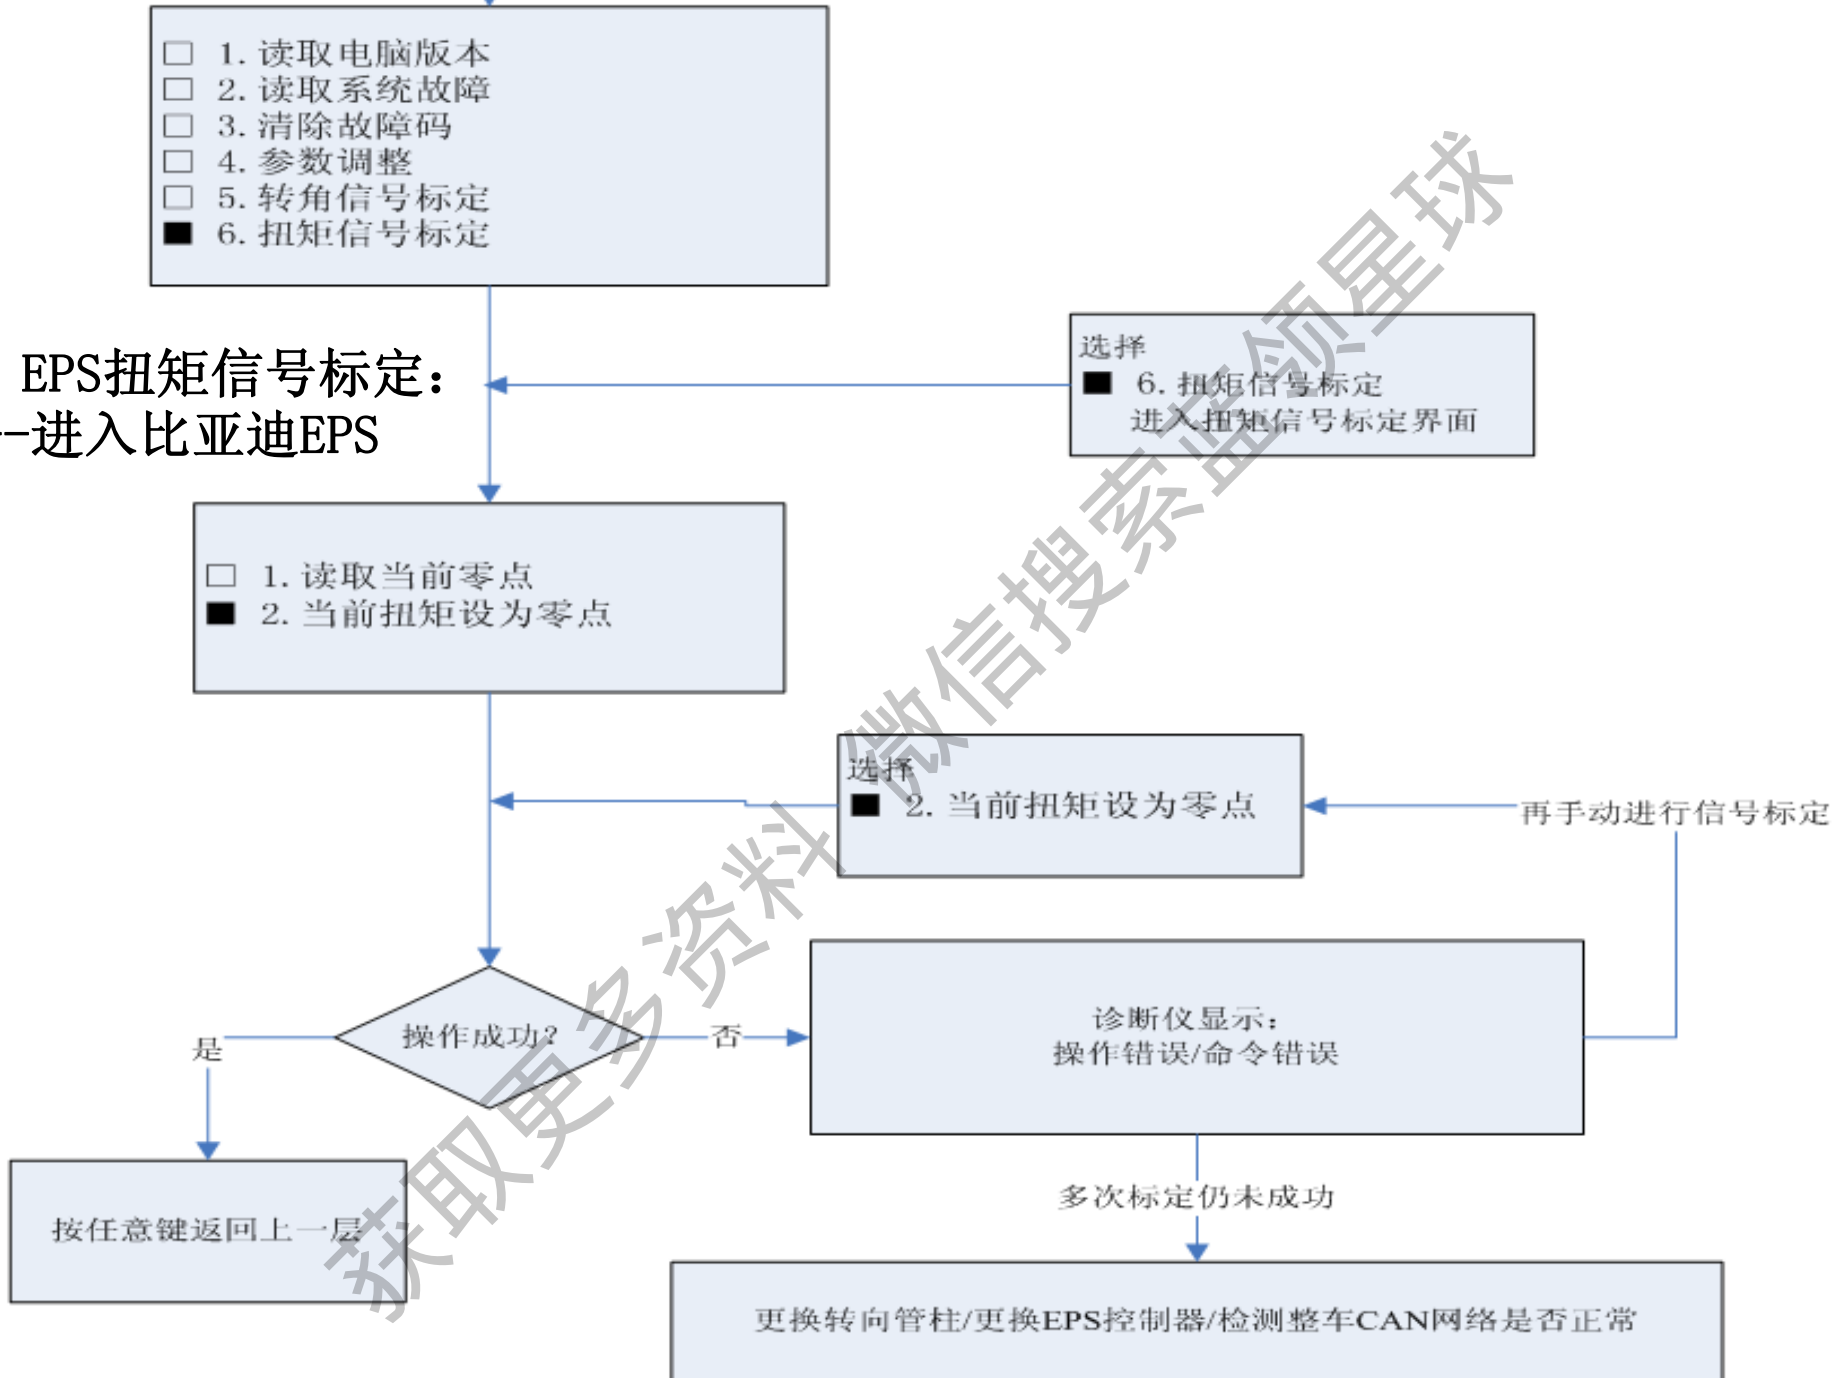 □ 1. 读取电脑版本
□ 2. 读取系统故障
□ 3. 清除故障码
□ 4. 参数调整
□ 5. 转角信号标定
■ 6. 扭矩信号标定
EPS扭矩信号标定：
--进入比亚迪EPS
选择
■ 6. 扭矩信号标定
进入扭矩信号标定界面
□ 1. 读取当前零点
■ 2. 当前扭矩设为零点
选择
■ 2. 当前扭矩设为零点
再手动进行信号标定
操作成功？
是
否
诊断仪显示：
操作错误/命令错误
多次标定仍未成功
按任意键返回上一层
更换转向管柱/更换EPS控制器/检测整车CAN网络是否正常
获取更多资料 微信搜索蓝领星球